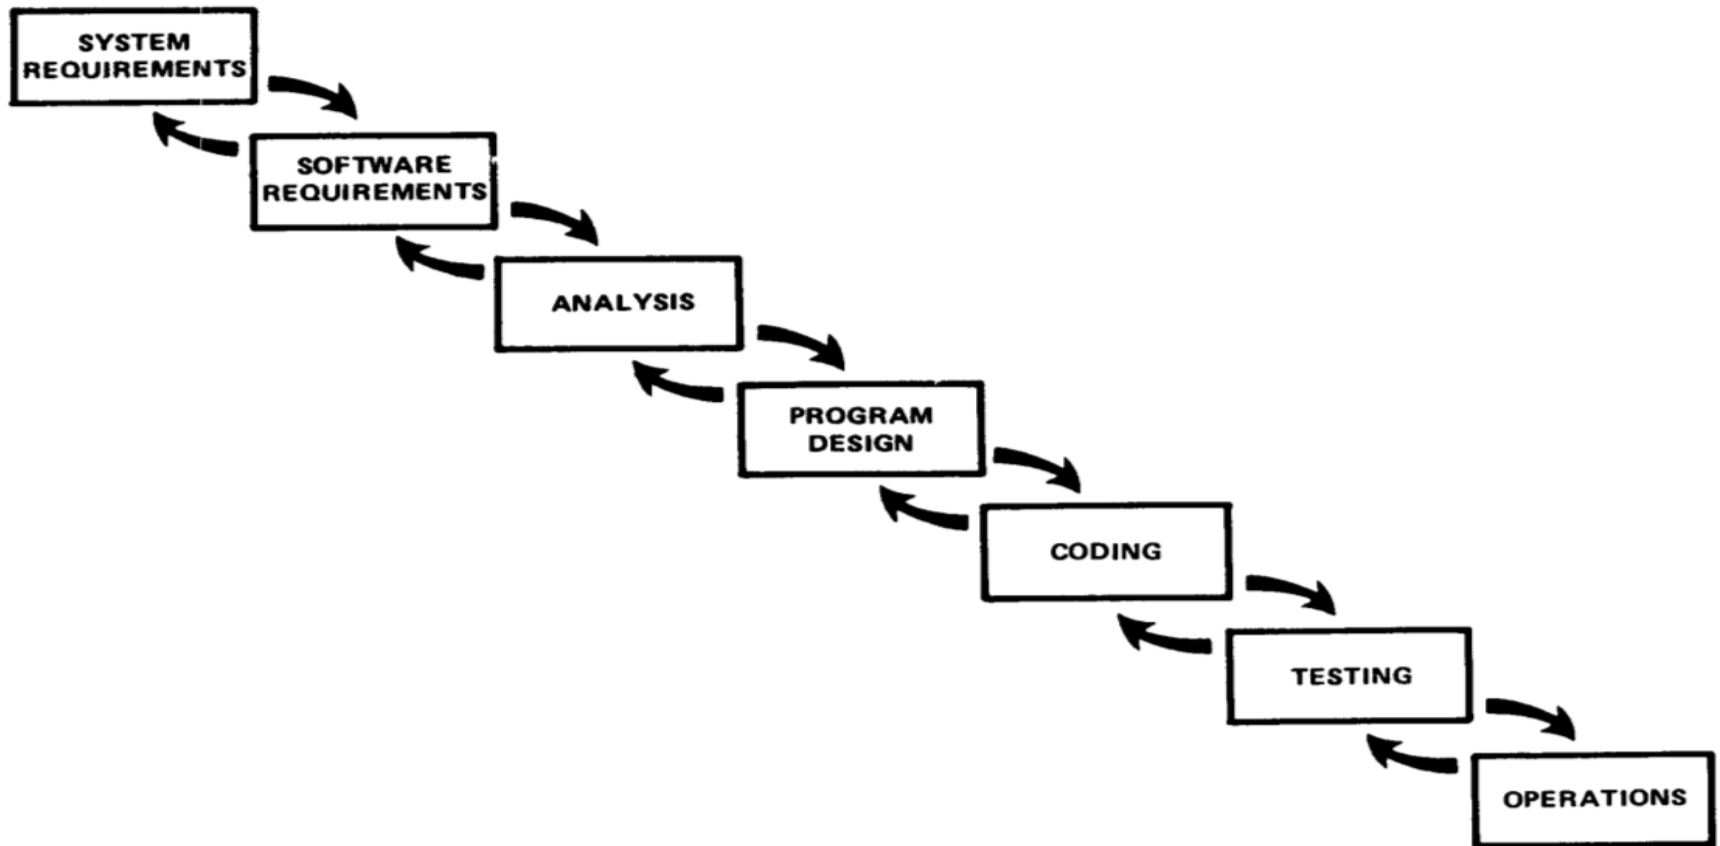 SYSTEM
REQUIREMENTS
SOFTWARE
REQUIREMENTS
ANALYSIS
PROGRAM
DESIGN
CODING
TESTING
OPERATIONS